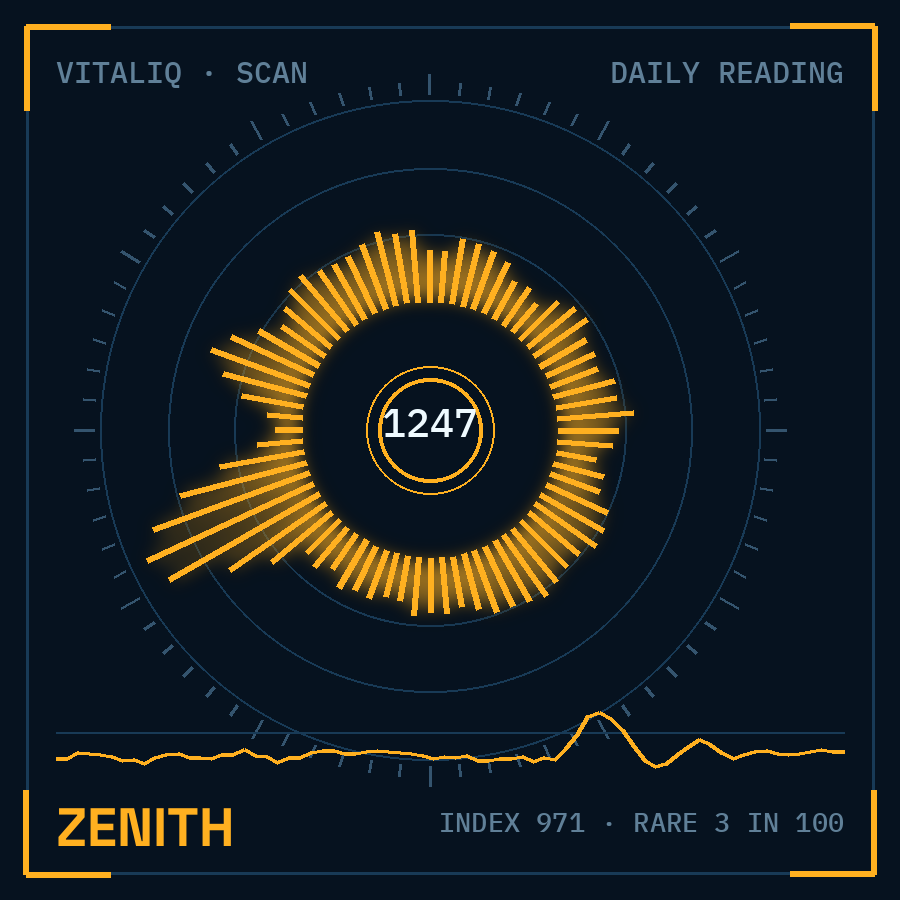 VITALIQ · SCAN
DAILY READING
1247
ZENITH
INDEX 971 · RARE 3 IN 100